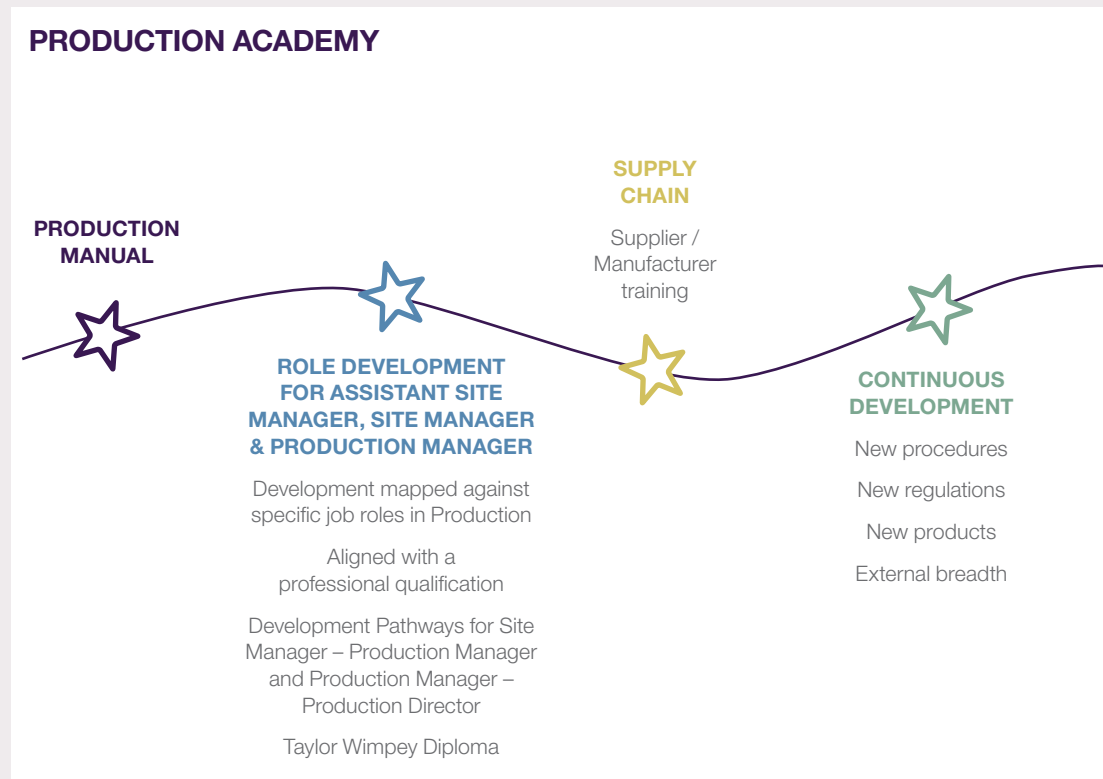 PRODUCTION ACADEMY
PRODUCTION
MANUAL
ROLE DEVELOPMENT
FOR ASSISTANT SITE
MANAGER, SITE MANAGER
& PRODUCTION MANAGER
Development mapped against
specific job roles in Production
Aligned with a
professional qualification
Development Pathways for Site
Manager – Production Manager
and Production Manager –
Production Director
Taylor Wimpey Diploma
SUPPLY
CHAIN
Supplier /
Manufacturer
training
CONTINUOUS
DEVELOPMENT
New procedures
New regulations
New products
External breadth